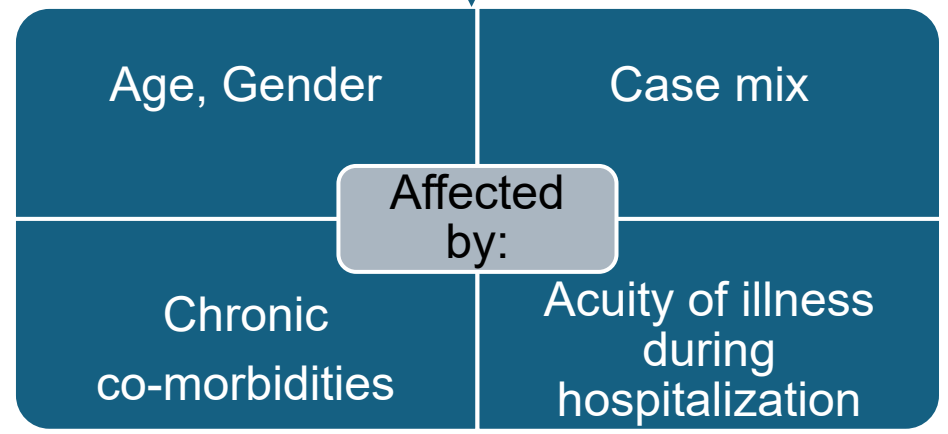 Age, Gender
Case mix
Affected
by:
Chronic
co-morbidities
Acuity of illness
during
hospitalization